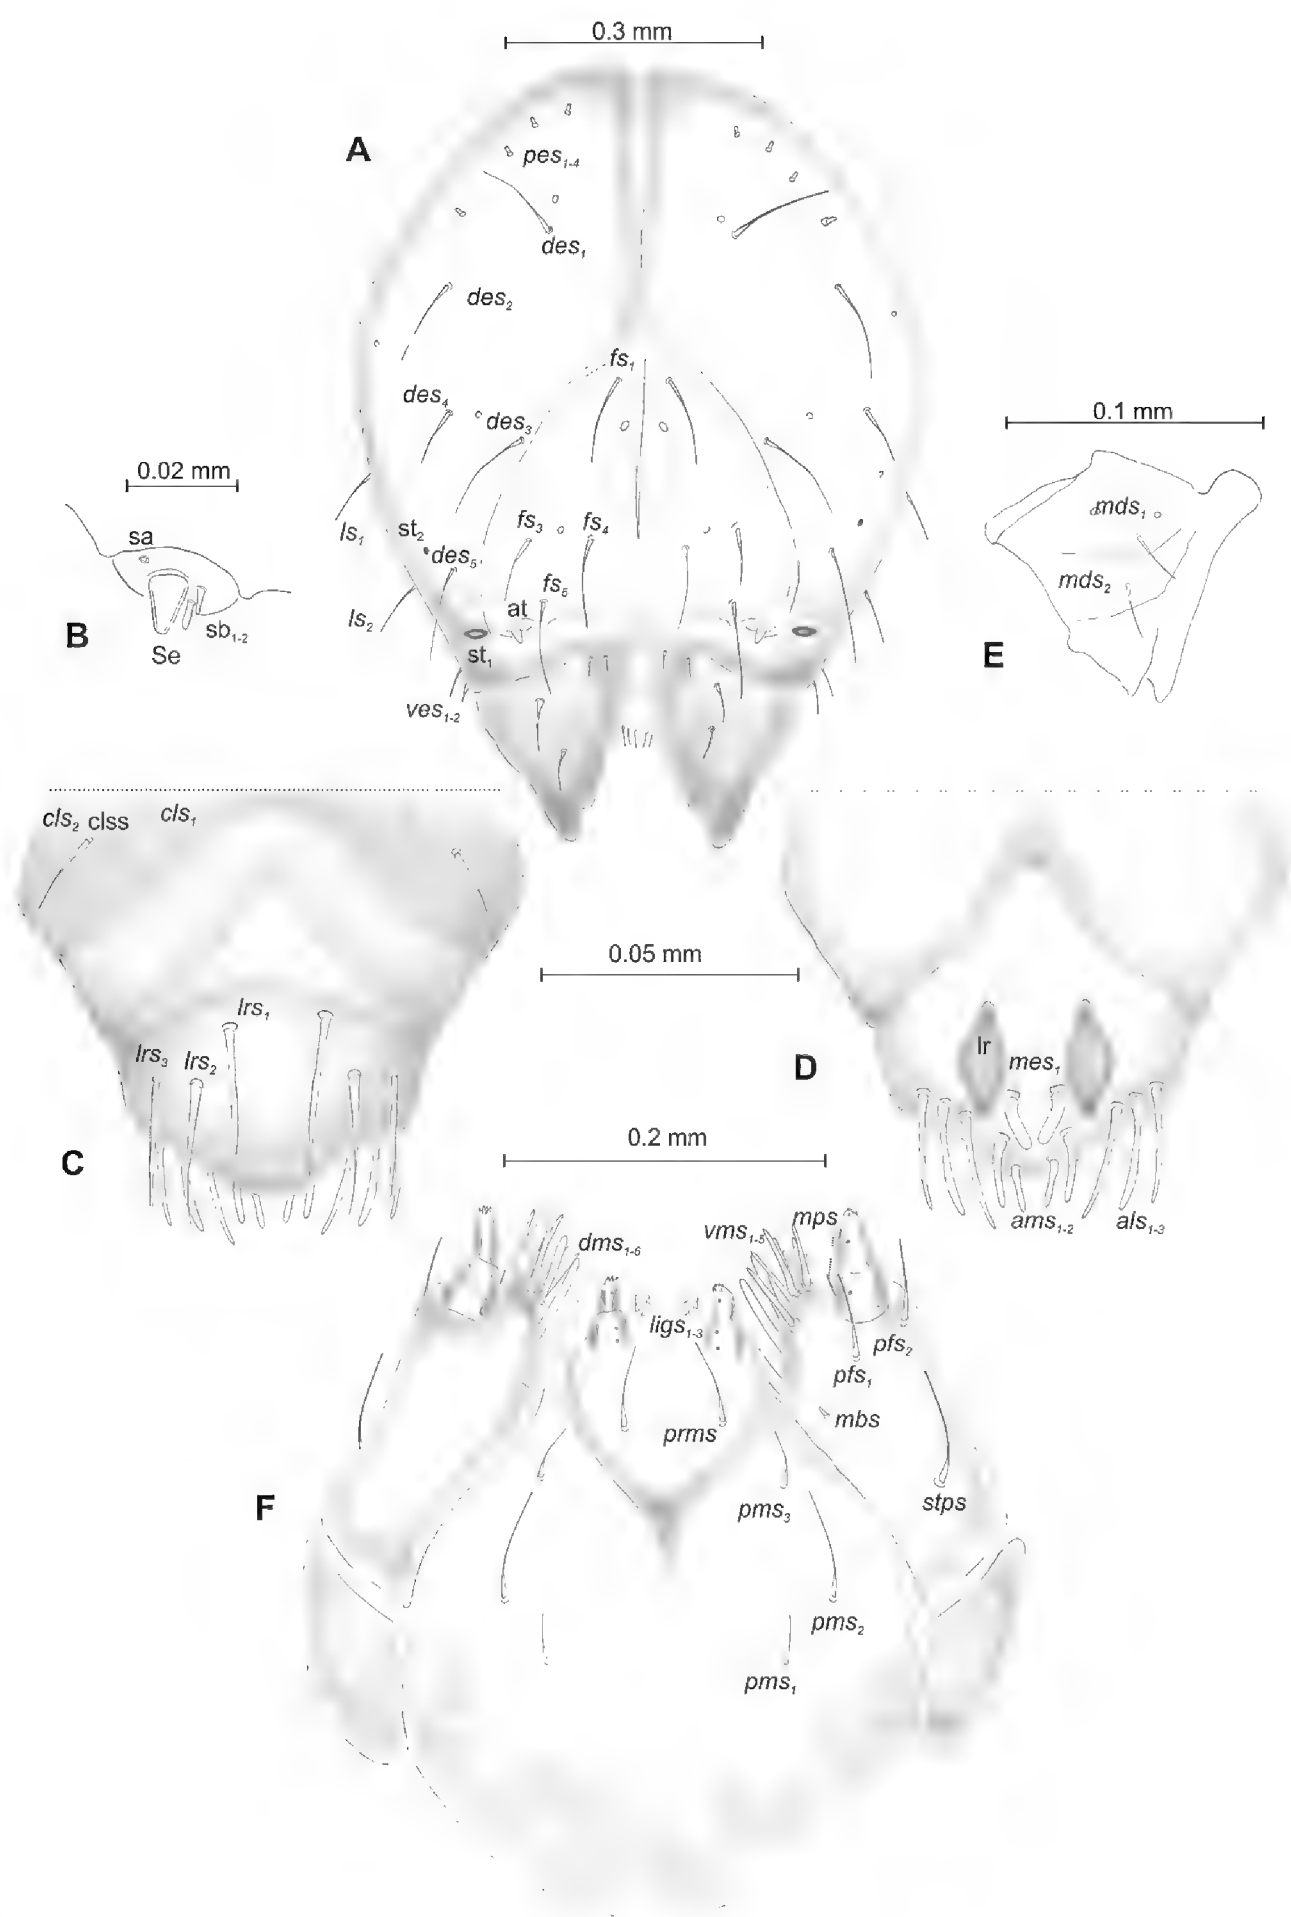 0.3 mm
A
pes1-4
des1
des2
fs1
des4
des3
0.1 mm
0.02 mm
mds1
ls1
st2
fs3
fs4
sa
des5
mds2
fs5
at
ls2
B
sb1-2
Se
st1
E
ves1-2
cls2 clss
cls1
0.05 mm
lrs1
lr
mes1
lrs3
lrs2
D
0.2 mm
C
ams1-2
als1-3
mps
vms1-5
dms1-6
ligs1-3
pfs2
pfs1
mbs
prms
stps
F
pms3
pms2
pms1